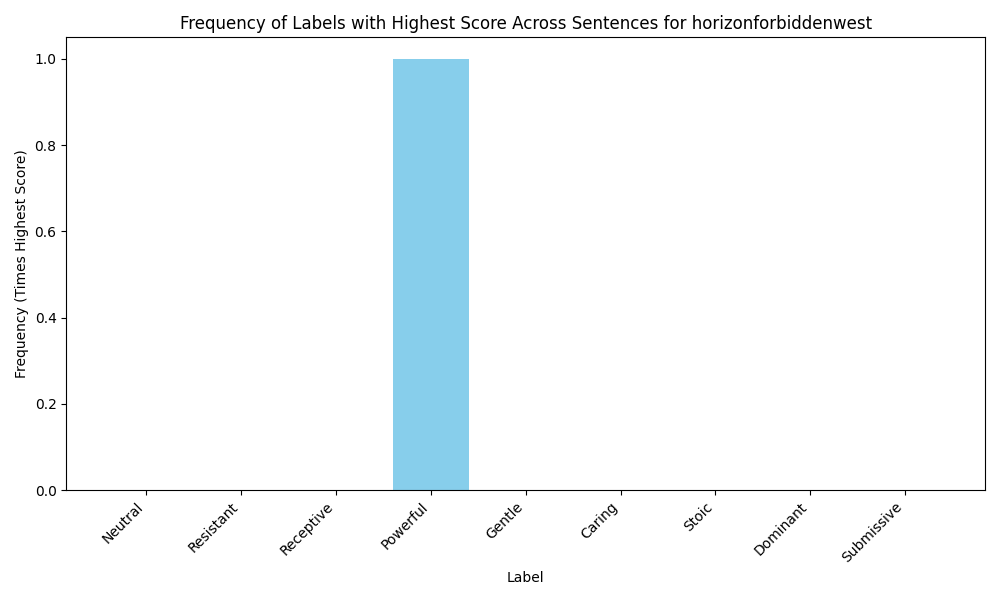 Frequency of Labels with Highest Score Across Sentences for horizonforbiddenwest
Frequency (Times Highest Score)
1.0
0.8
0.6
0.4
0.2
0.0
Neutral
Resistant
Receptive
Powerful
Gentle
Caring
Stoic
Dominant
Submissive
Label